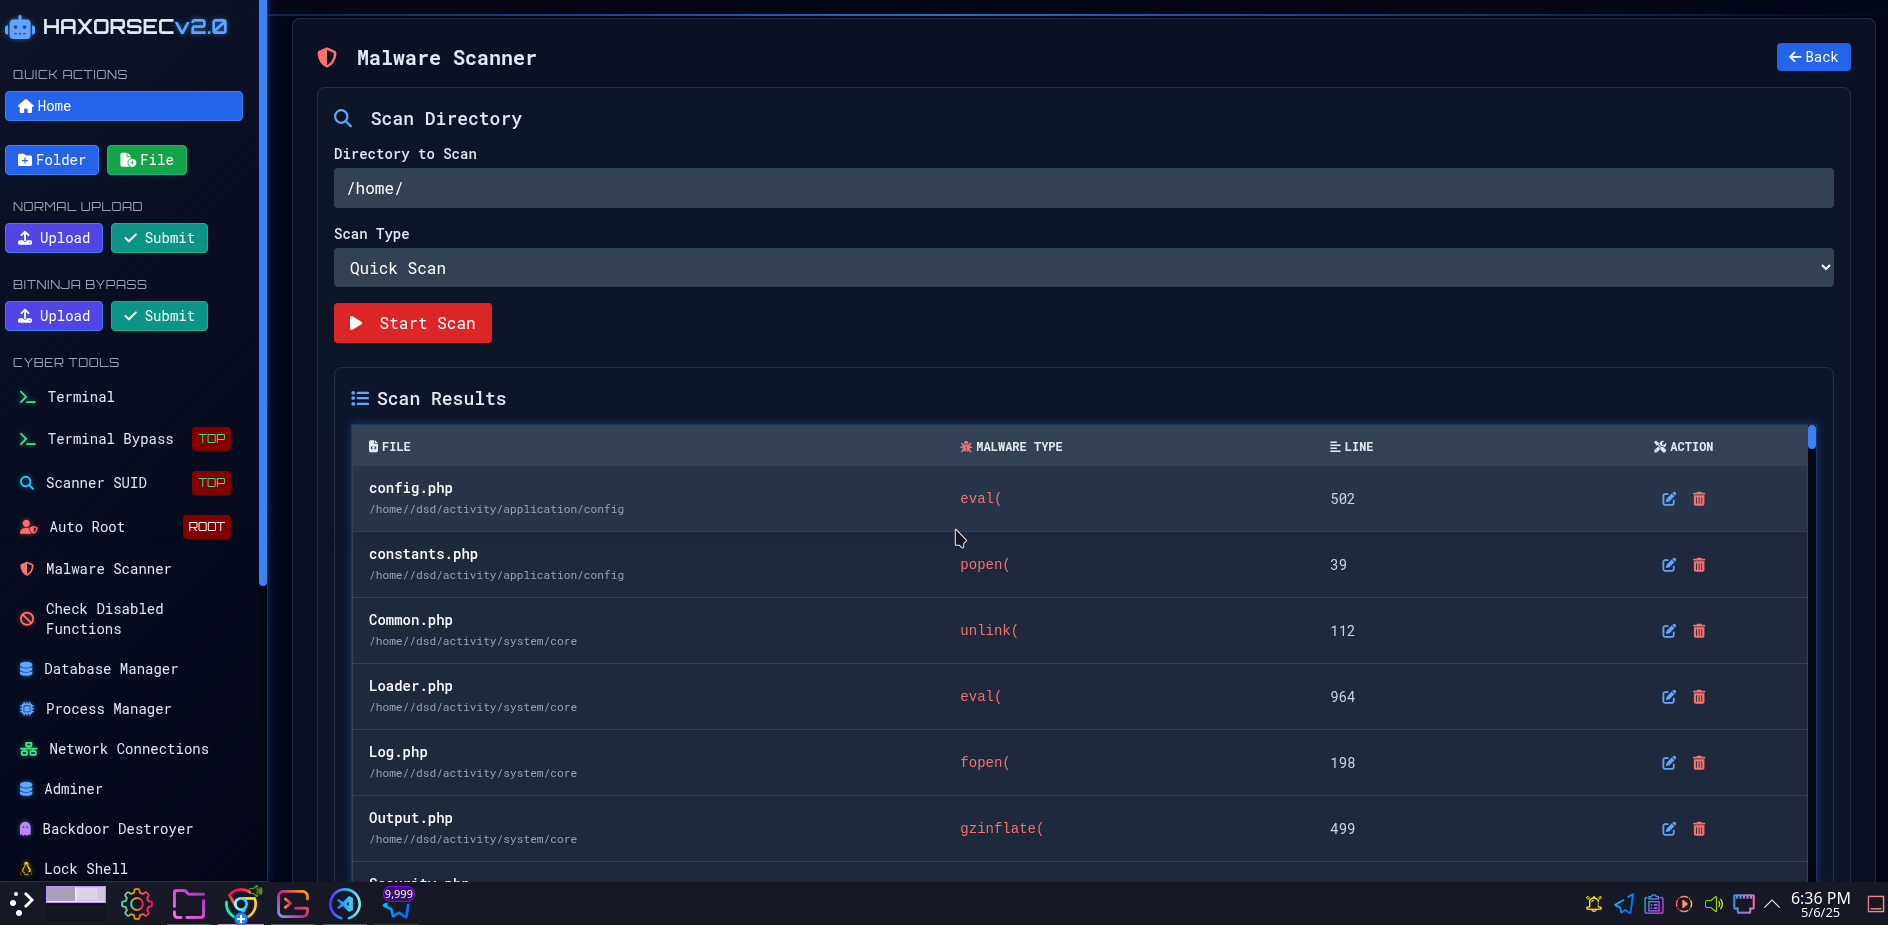 HAXORSECv2.0
QUICK ACTIONS
Home
Folder
File
NORMAL UPLOAD
Upload
Submit
BITNINJA BYPASS
Upload
Submit
CYBER TOOLS
Terminal
Terminal Bypass TOP
Scanner SUID TOP
Auto Root ROOT
Malware Scanner
Check Disabled
Functions
Database Manager
Process Manager
Network Connections
Adminer
Backdoor Destroyer
Lock Shell
Malware Scanner
Back
Scan Directory
Directory to Scan
/home/
Scan Type
Quick Scan
Start Scan
Scan Results
FILE MALWARE TYPE LINE ACTION
config.php
/home//dsd/activity/application/config
eval( 502
constants.php
/home//dsd/activity/application/config
popen( 39
Common.php
/home//dsd/activity/system/core
unlink( 112
Loader.php
/home//dsd/activity/system/core
eval( 964
Log.php
/home//dsd/activity/system/core
fopen( 198
Output.php
/home//dsd/activity/system/core
gzinflate( 499
Security.php
9,999
6:36 PM
5/6/25